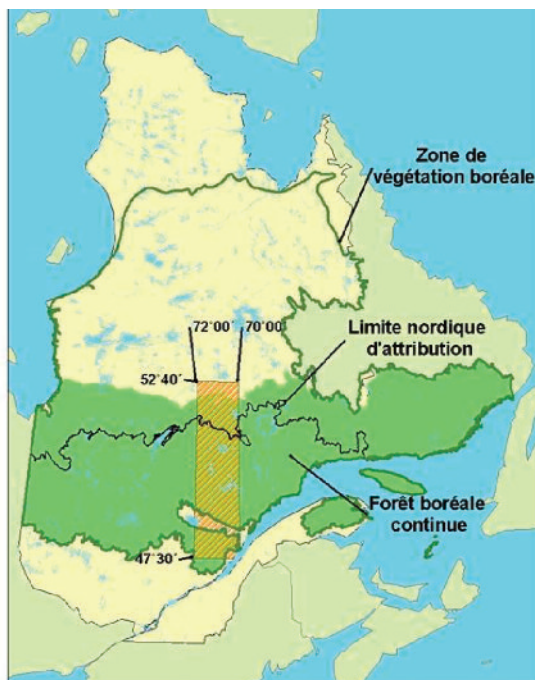 Zone de
végétation boréale
72°00'
70°00
Limite nordique
d'attribution
52°40'
Forêt boréale
continue
47°30'